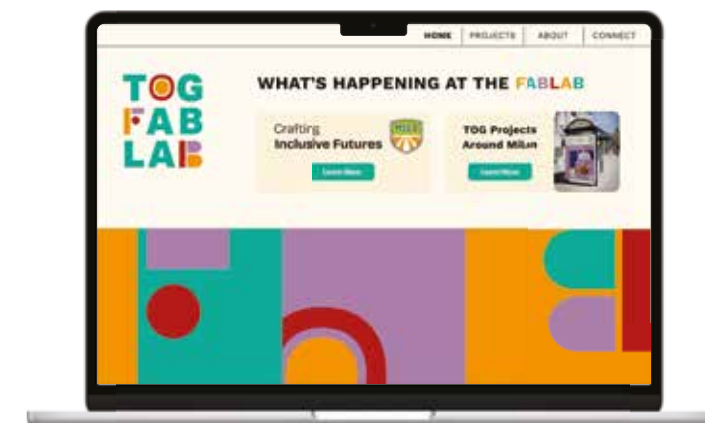 HOME PROJECTS ABOUT CONNECT
TOG
FAB
LAB
WHAT'S HAPPENING AT THE FABLAB
Crafting
Inclusive Futures
Learn More
TOG Projects
Around Milan
Learn More